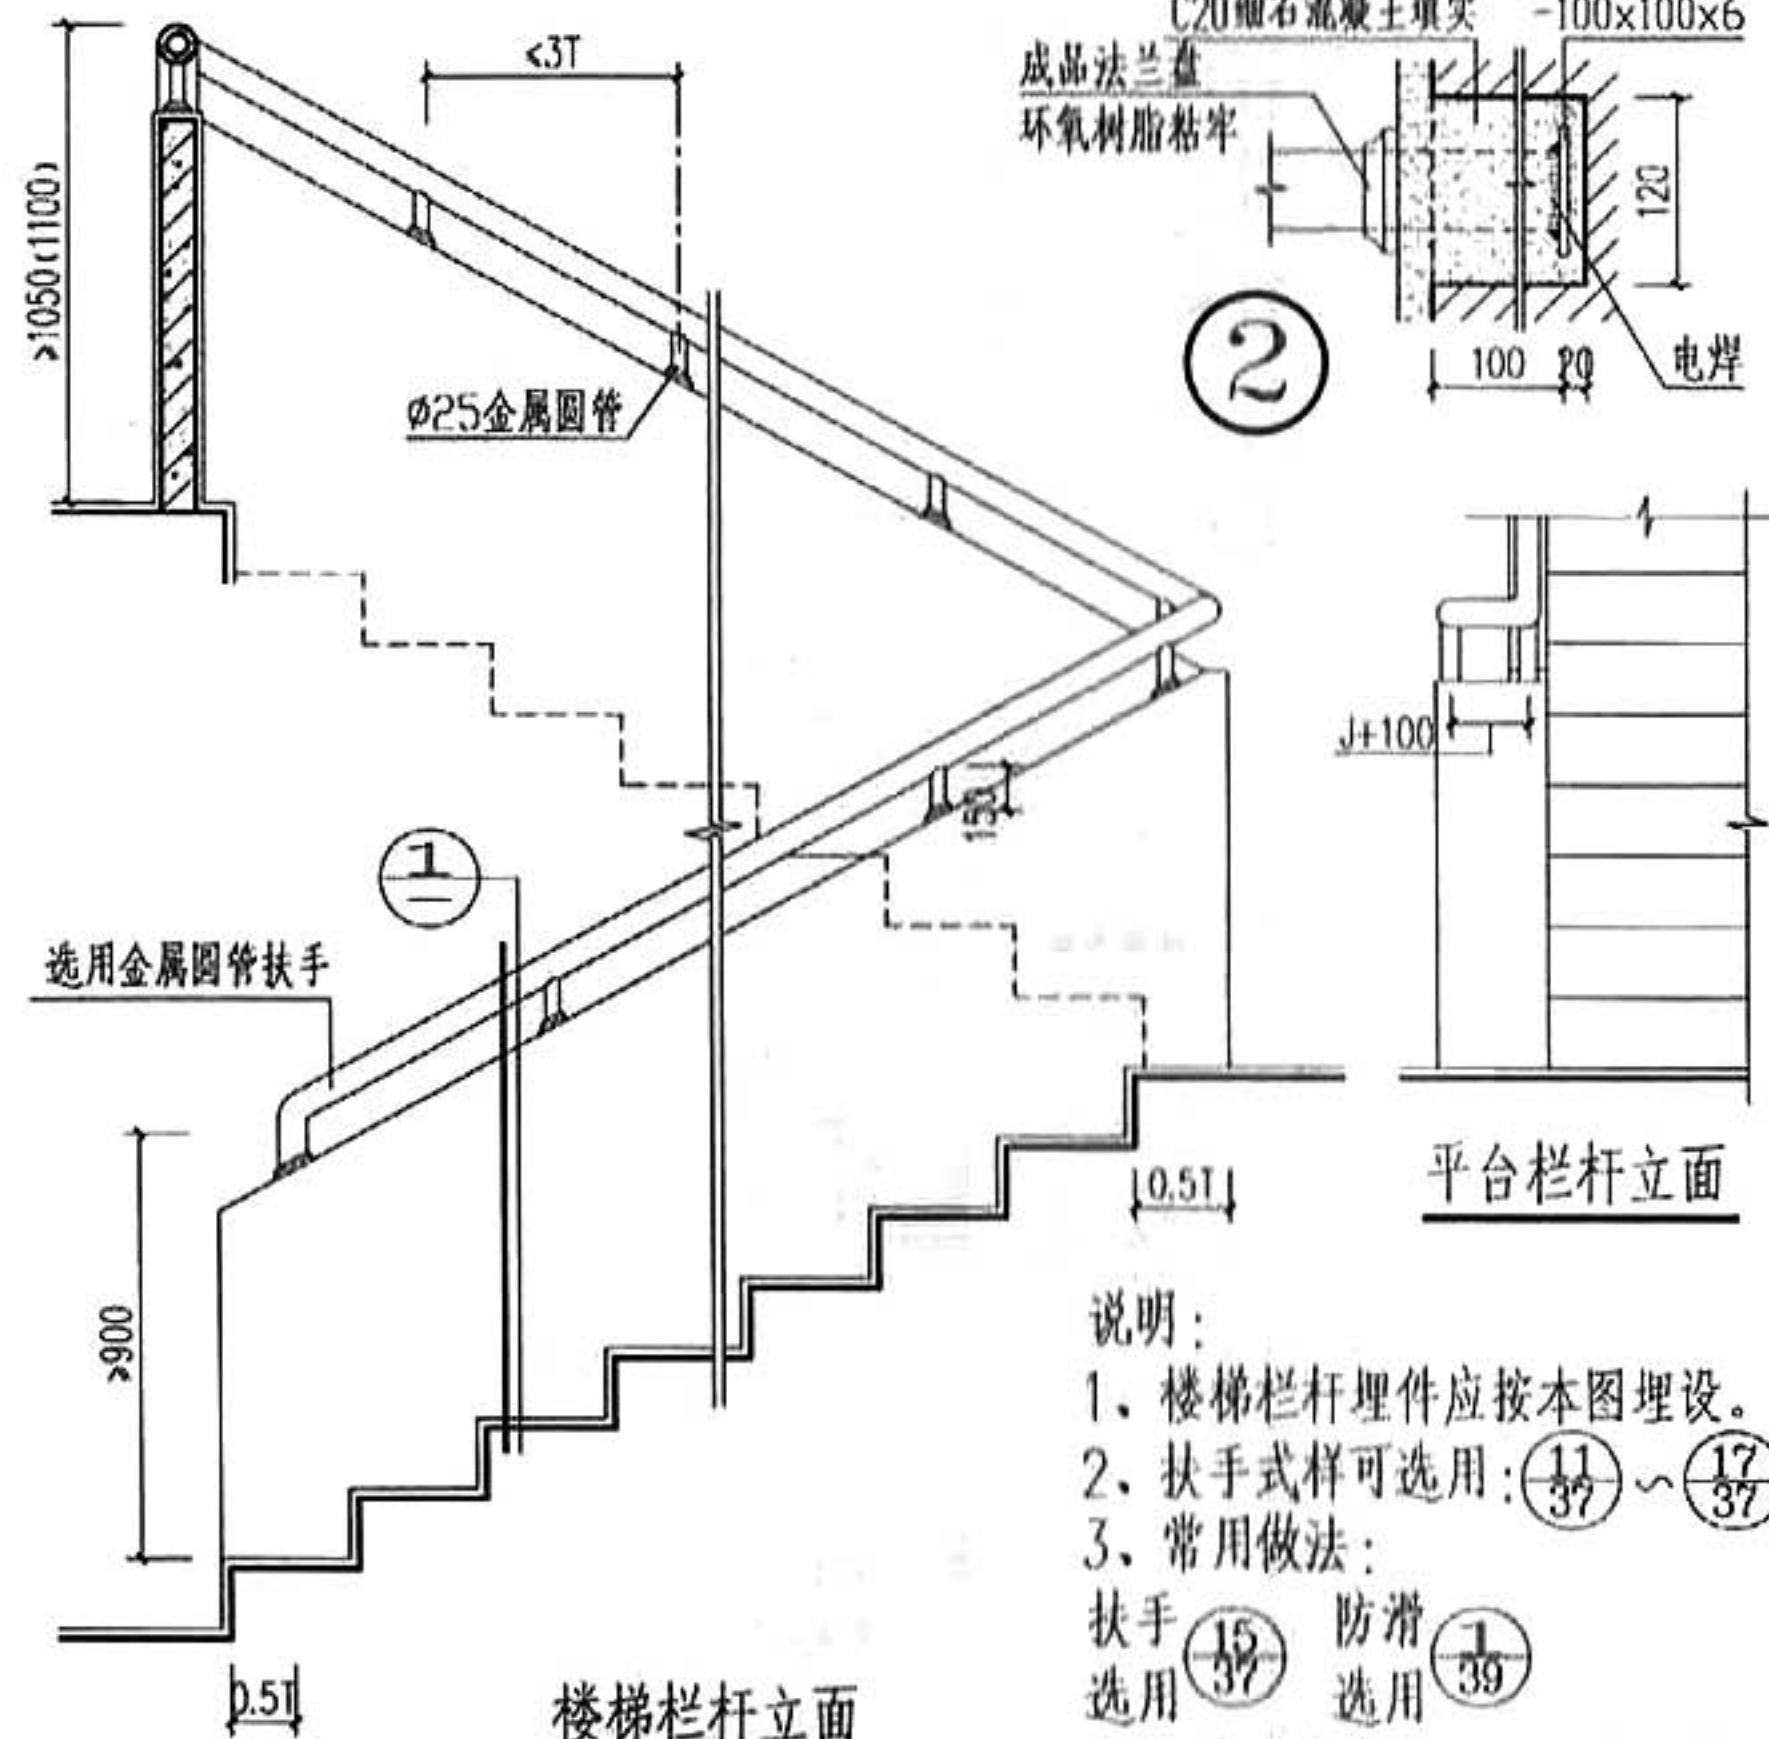 C20细石混凝土填实 -100x100x6
成品法兰盘
环氧树脂粘牢
<3T
≥1050(1100)
120
2
100 20
电焊
Ø25金属圆管
J+100
1
选用金属圆管扶手
≥900
0.5T
平台栏杆立面
说明:
1、楼梯栏杆埋件应按本图埋设。
2、扶手式样可选用: 11/37 ~ 17/37
3、常用做法:
扶手选用 15/37 防滑选用 1/39
0.5T
楼梯栏杆立面